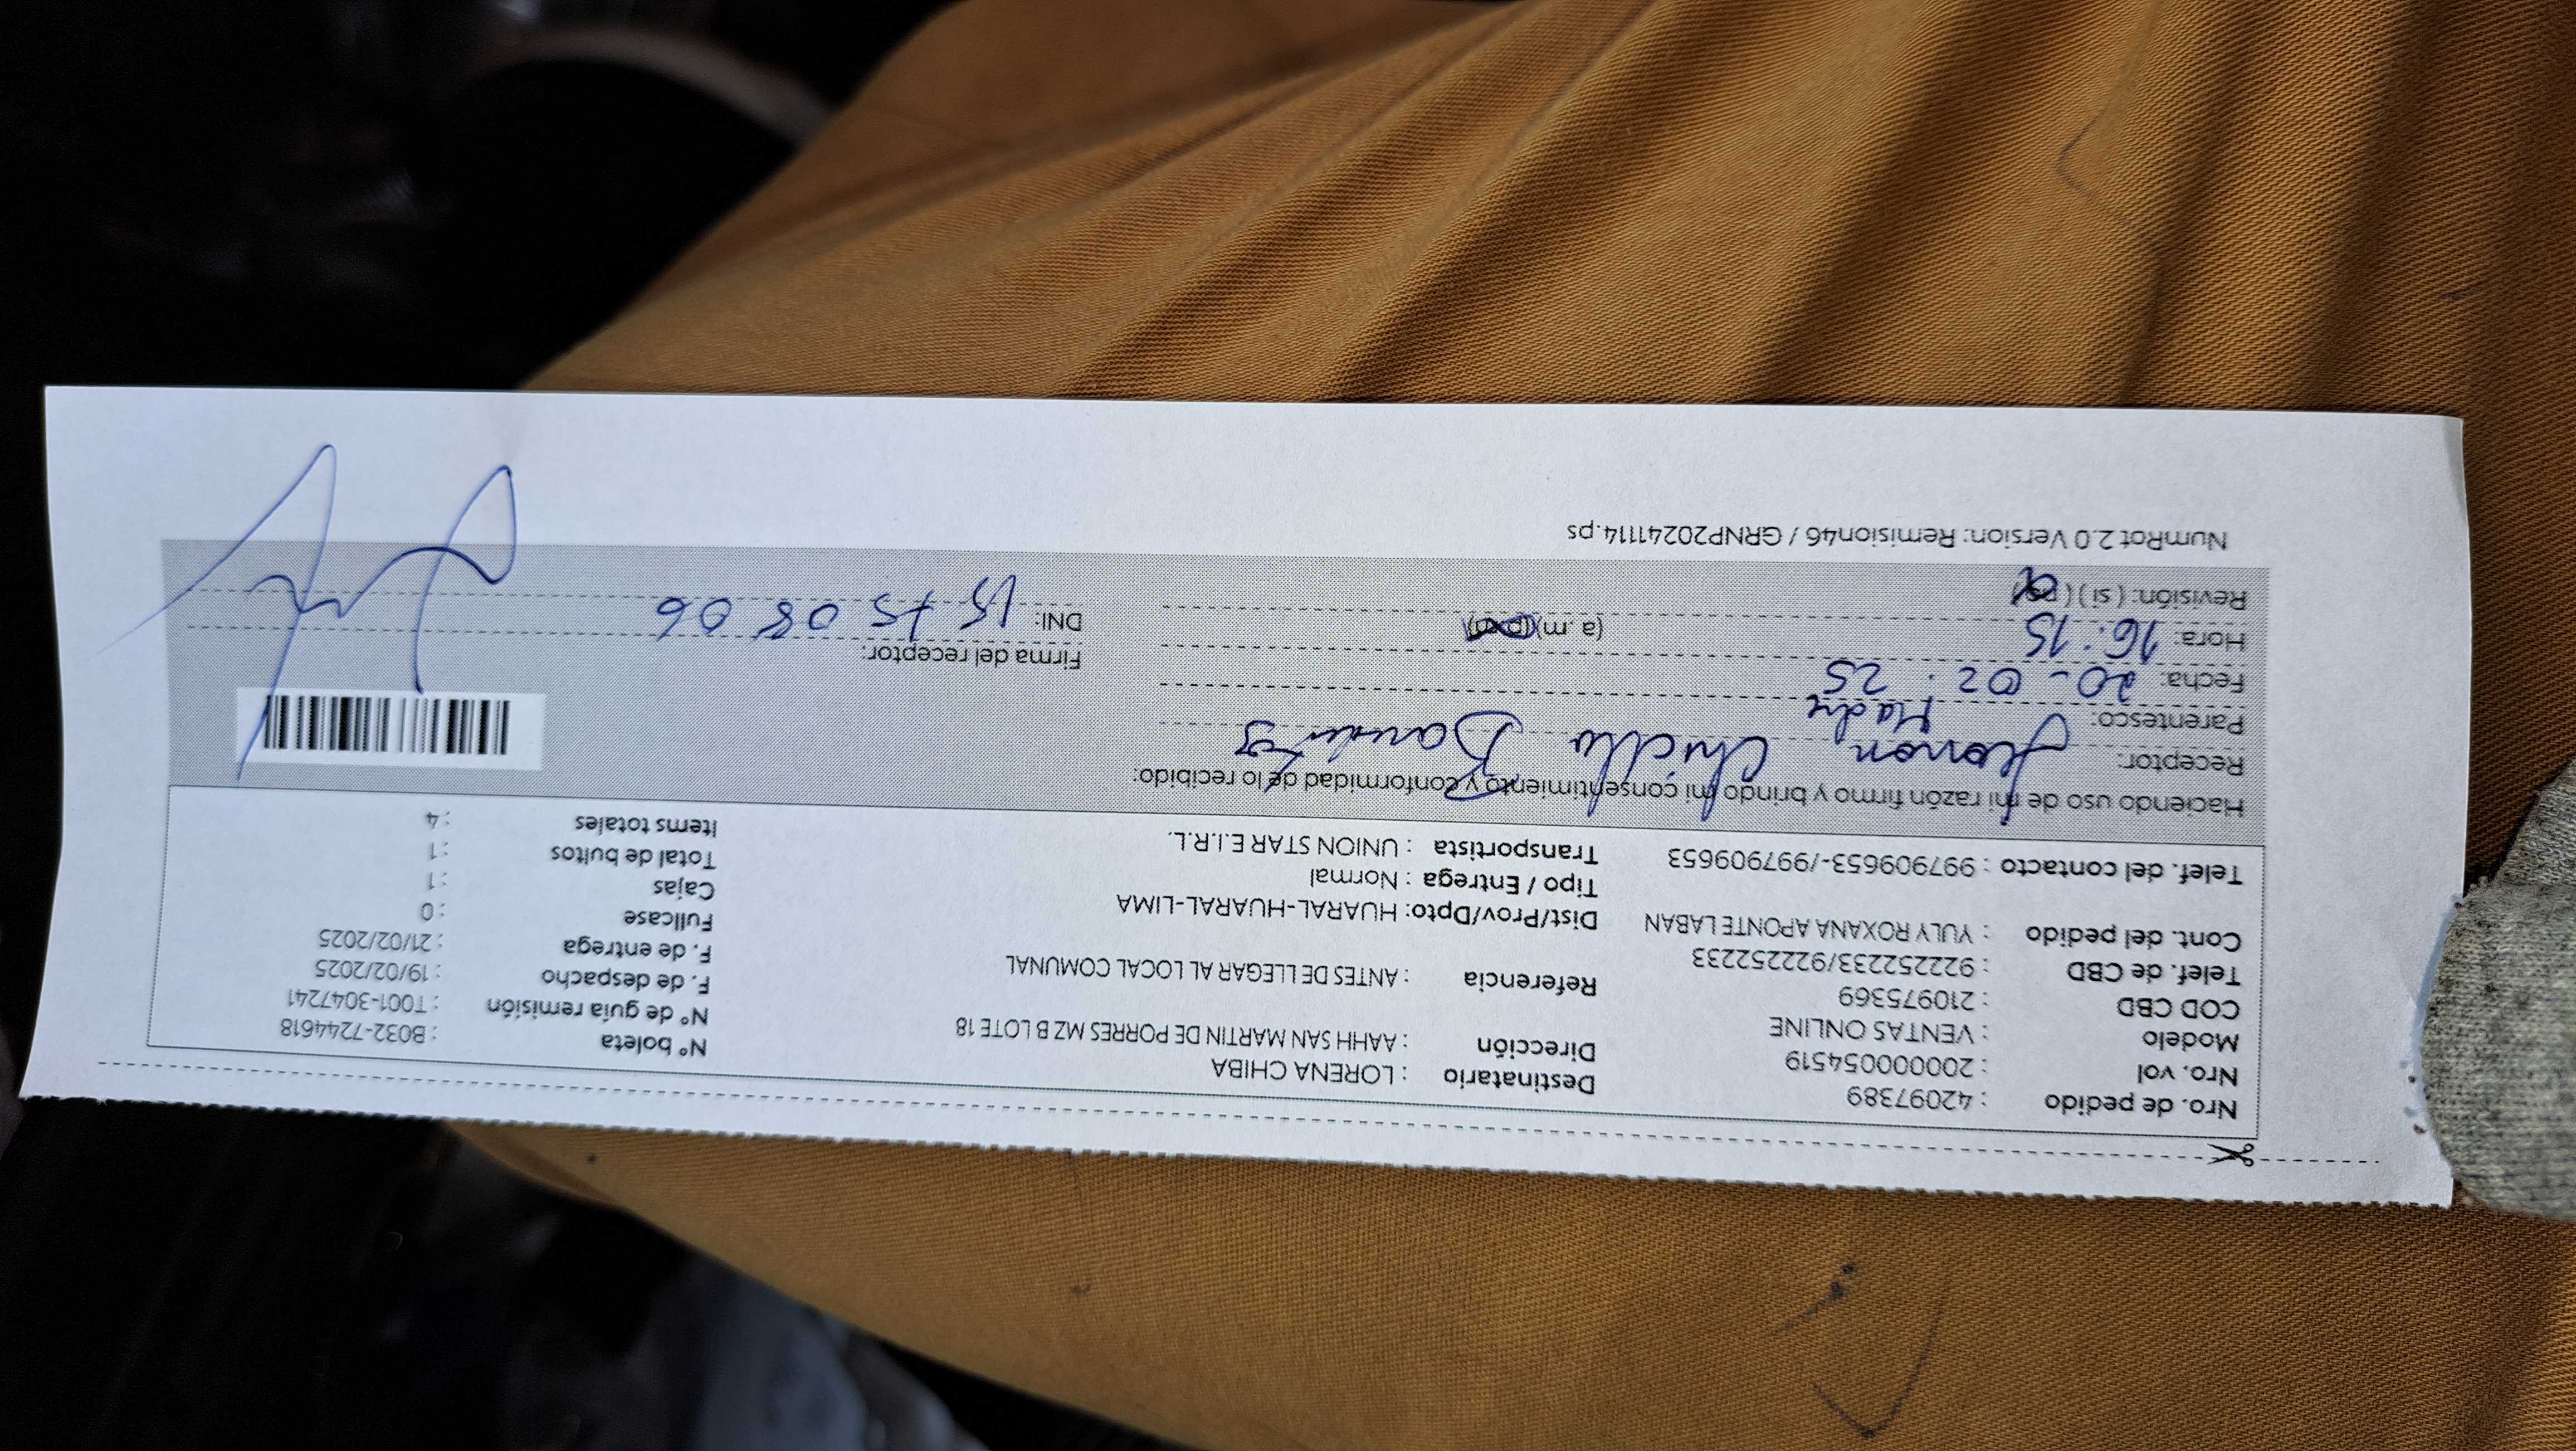 Nro. de pedido : 42097389
Nro. vol : 20000054519
Modelo : VENTAS ONLINE
COD CBD : 210975369
Telef. de CBD : 922252233/922252233
Cont. del pedido : YULY ROXANA APONTE LABAN
Telef. del contacto : 997909653-/997909653
Destinatario : LORENA CHIBA
Dirección : AAHH SAN MARTIN DE PORRES MZ B LOTE 18
Referencia : ANTES DE LLEGAR AL LOCAL COMUNAL
Dist/Prov/Dpto: HUARAL-HUARAL-LIMA
Tipo / Entrega : Normal
Transportista : UNION STAR E.I.R.L.
N° boleta : B032-7244618
N° de guía remisión : T001-3047241
F. de despacho : 19/02/2025
F. de entrega : 21/02/2025
Fullcase : 0
Cajas : 1
Total de bultos : 1
Items totales : 4
Haciendo uso de mi razón firmo y brindo mi consentimiento y conformidad de lo recibido:
Receptor:
Parentesco: Madre
Fecha: 20-02.25
Hora: 16:15 (a.m.)(p.m)
Revisión: (si)(no)
Firma del receptor:
DNI:
NumRot 2.0 Version: Remision46 / GRNP20241114.ps